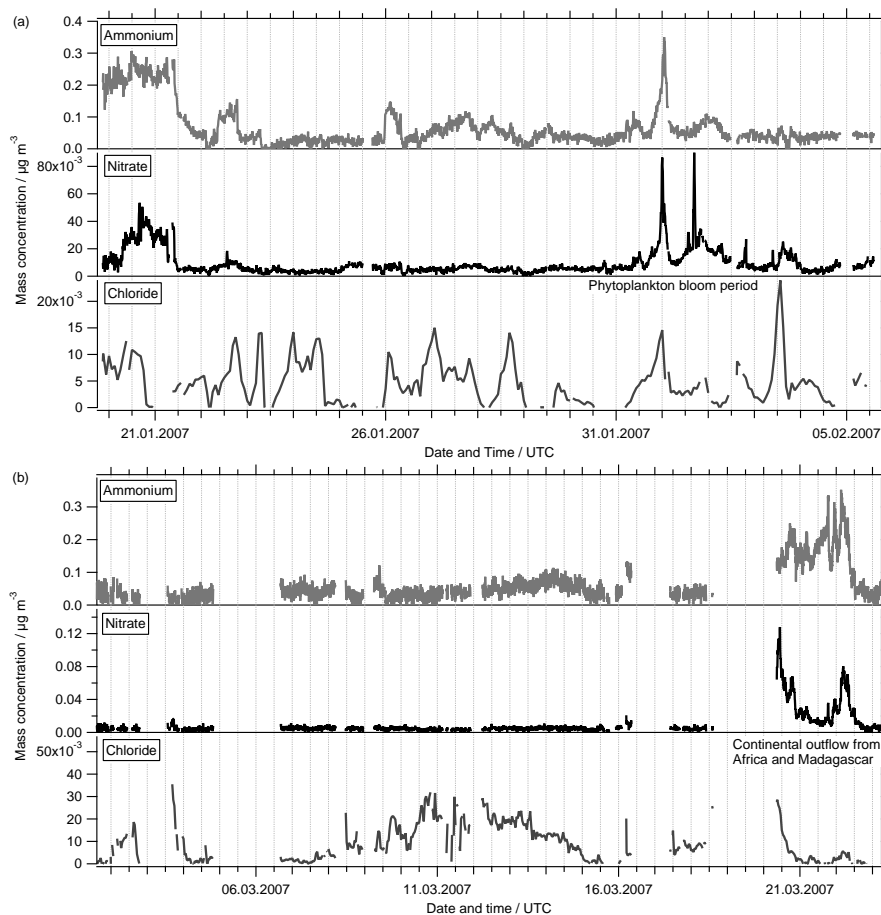 (a)
Ammonium
0.4
0.3
0.2
0.1
0.0
Nitrate
80x10-3
60
40
20
0
Mass concentration / µg m-3
Chloride
Phytoplankton bloom period
20x10-3
15
10
5
0
21.01.2007 26.01.2007 31.01.2007 05.02.2007
Date and Time / UTC
(b)
Ammonium
0.3
0.2
0.1
0.0
Nitrate
0.12
0.08
0.04
0.00
Mass concentration / µg m-3
Chloride
Continental outflow from
Africa and Madagascar
50x10-3
40
30
20
10
0
06.03.2007 11.03.2007 16.03.2007 21.03.2007
Date and time / UTC